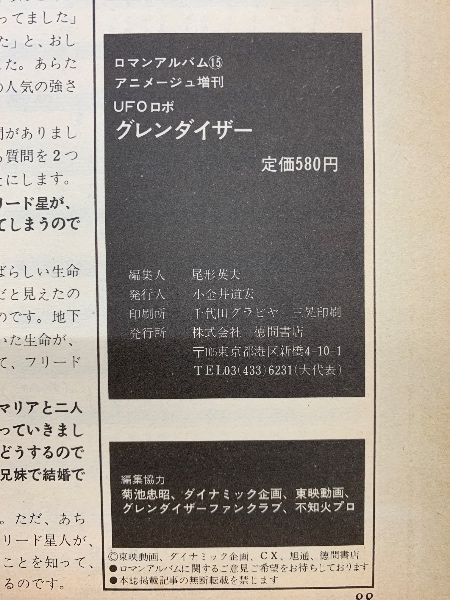 ってました」
た」と、おし
た。あらた
の人気の強さ
問がありまし
る質問を2つ
とにします。
リード星が、
てしまうので
ばらしい生命
だと見えたの
のです。地下
いた生命が、
て、フリード
マリアと二人
っていきまし
どうするので
兄妹で結婚で
。ただ、あち
リード星人が、
ことを知って、
るのです。
ロマンアルバム⑮
アニメージュ増刊
UFOロボ
グレンダイザー
定価580円
編集人 尾形英夫
発行人 小金井道宏
印刷所 千代田グラビヤ 三晃印刷
発行所 株式会社 徳間書店
〒105東京都港区新橋4-10-1
TEL03(433)6231(大代表)
編集協力
菊池忠昭、ダイナミック企画、東映動画、
グレンダイザーファンクラブ、不知火プロ
©東映動画、ダイナミック企画、CX、旭通、徳間書店
●ロマンアルバムに関するご意見ご希望をお待ちしております
●本誌掲載記事の無断転載を禁じます